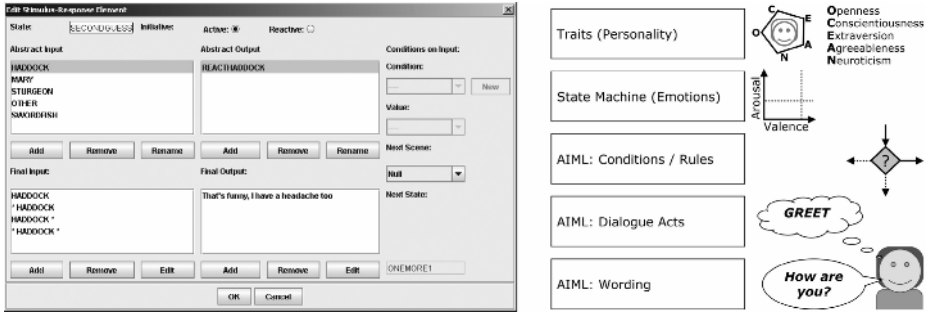 Edit Stimulus-Response Element
State: SECONDGUESS Initiative: Active: Reactive:
Abstract Input Abstract Output Conditions on Input:
HADDOCK
MARY
STURGEON
OTHER
SWORDFISH
REACTHADDOCK
Condition:
---- New
Value:
----
Add Remove Rename Add Remove Rename
Next Scene:
Final Input: Final Output:
Null
HADDOCK
* HADDOCK
HADDOCK *
* HADDOCK *
That's funny, I have a headache too
Next State:
Add Remove Edit Add Remove Edit
ONEMORE1
OK Cancel
Traits (Personality)
C
E
O
A
N
Openness
Conscientiousness
Extraversion
Agreeableness
Neuroticism
State Machine (Emotions)
Arousal
Valence
AIML: Conditions / Rules
?
AIML: Dialogue Acts
GREET
AIML: Wording
How are
you?